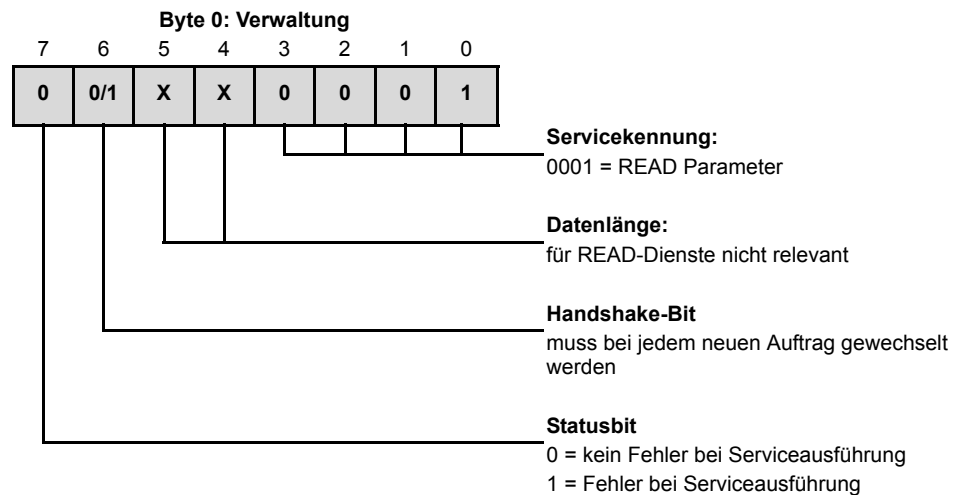 Byte 0: Verwaltung
7 6 5 4 3 2 1 0
0 0/1 X X 0 0 0 1
Servicekennung:
0001 = READ Parameter
Datenlänge:
für READ-Dienste nicht relevant
Handshake-Bit
muss bei jedem neuen Auftrag gewechselt
werden
Statusbit
0 = kein Fehler bei Serviceausführung
1 = Fehler bei Serviceausführung